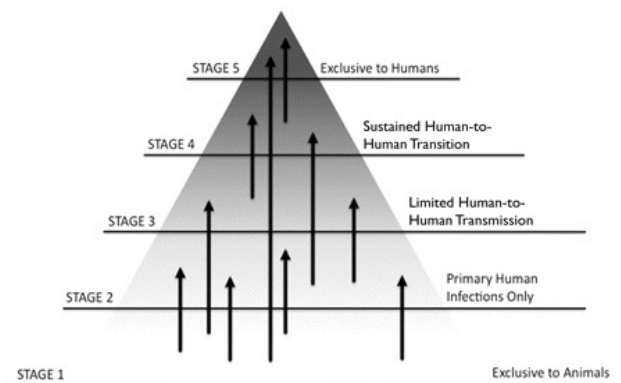 STAGE 5 Exclusive to Humans
Sustained Human-to-
STAGE 4 Human Transition
Limited Human-to-
STAGE 3 Human Transmission
Primary Human
STAGE 2 Infections Only
STAGE 1 Exclusive to Animals